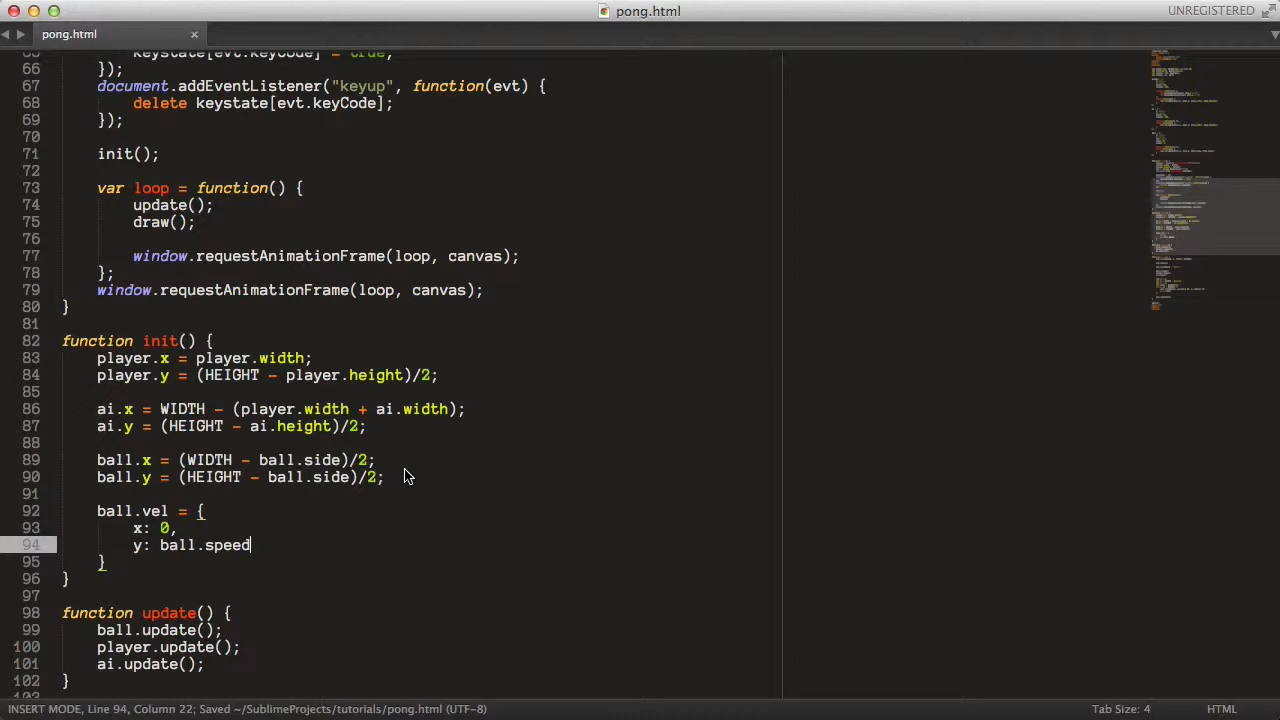 pong.html
UNREGISTERED
pong.html
65 keystate[evt.keyCode] = true;
66 });
67 document.addEventListener("keyup", function(evt) {
68 delete keystate[evt.keyCode];
69 });
70
71 init();
72
73 var loop = function() {
74 update();
75 draw();
76
77 window.requestAnimationFrame(loop, canvas);
78 };
79 window.requestAnimationFrame(loop, canvas);
80 }
81
82 function init() {
83 player.x = player.width;
84 player.y = (HEIGHT - player.height)/2;
85
86 ai.x = WIDTH - (player.width + ai.width);
87 ai.y = (HEIGHT - ai.height)/2;
88
89 ball.x = (WIDTH - ball.side)/2;
90 ball.y = (HEIGHT - ball.side)/2;
91
92 ball.vel = {
93 x: 0,
94 y: ball.speed
95 }
96 }
97
98 function update() {
99 ball.update();
100 player.update();
101 ai.update();
102 }
103
INSERT MODE, Line 94, Column 22; Saved ~/SublimeProjects/tutorials/pong.html (UTF-8)
Tab Size: 4
HTML